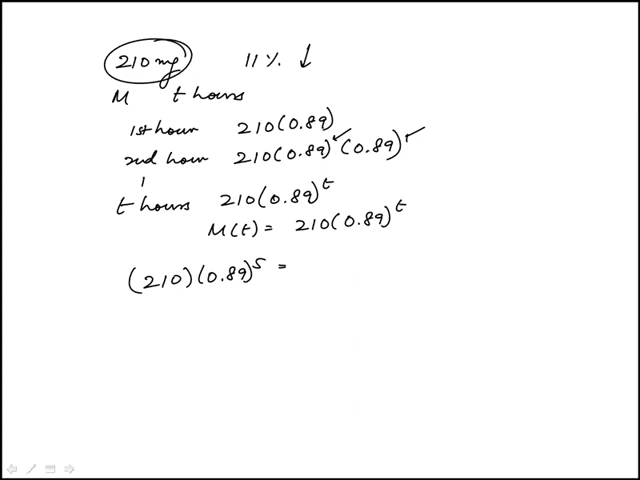 210 mg 11% ↓
M t hours
1st hour 210(0.89)
2nd hour 210(0.89)(0.89)
t hours 210(0.89)^t
M(t) = 210(0.89)^t
(210)(0.89)^5 =